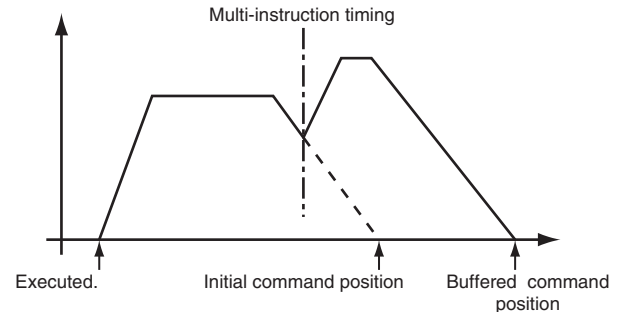 Multi-instruction timing
Executed.
Initial command position
Buffered command
position